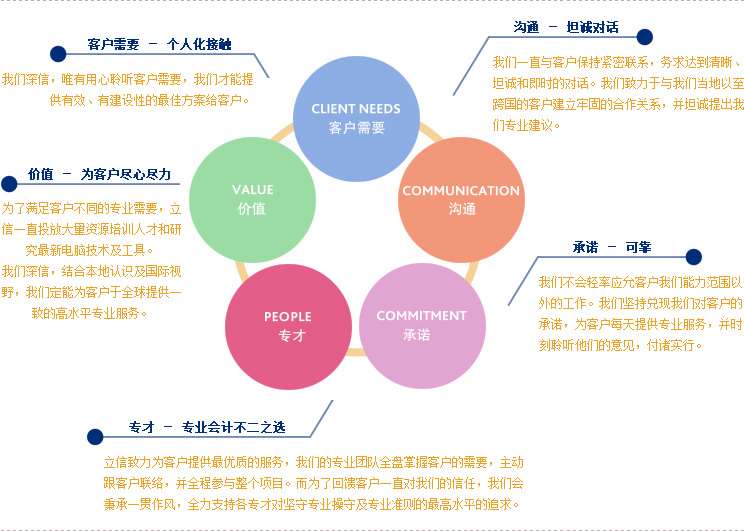 客户需要 － 个人化接触
我们深信，唯有用心聆听客户需要，我们才能提
供有效、有建设性的最佳方案给客户。
沟通 － 坦诚对话
我们一直与客户保持紧密联系，务求达到清晰、
坦诚和即时的对话。我们致力于与我们当地以至
跨国的客户建立牢固的合作关系，并坦诚提出我
们专业建议。
CLIENT NEEDS
客户需要
价值 － 为客户尽心尽力
为了满足客户不同的专业需要，立
信一直投放大量资源培训人才和研
究最新电脑技术及工具。
我们深信，结合本地认识及国际视
野，我们定能为客户于全球提供一
致的高水平专业服务。
VALUE
价值
COMMUNICATION
沟通
承诺 － 可靠
我们不会轻率应允客户我们能力范围以
外的工作。我们坚持兑现我们对客户的
承诺，为客户每天提供专业服务，并时
刻聆听他们的意见，付诸实行。
PEOPLE
专才
COMMITMENT
承诺
专才 － 专业会计不二之选
立信致力为客户提供最优质的服务，我们的专业团队全盘掌握客户的需要，主动
跟客户联络，并全程参与整个项目。而为了回馈客户一直对我们的信任，我们会
秉承一贯作风，全力支持各专才对坚守专业操守及专业准则的最高水平的追求。